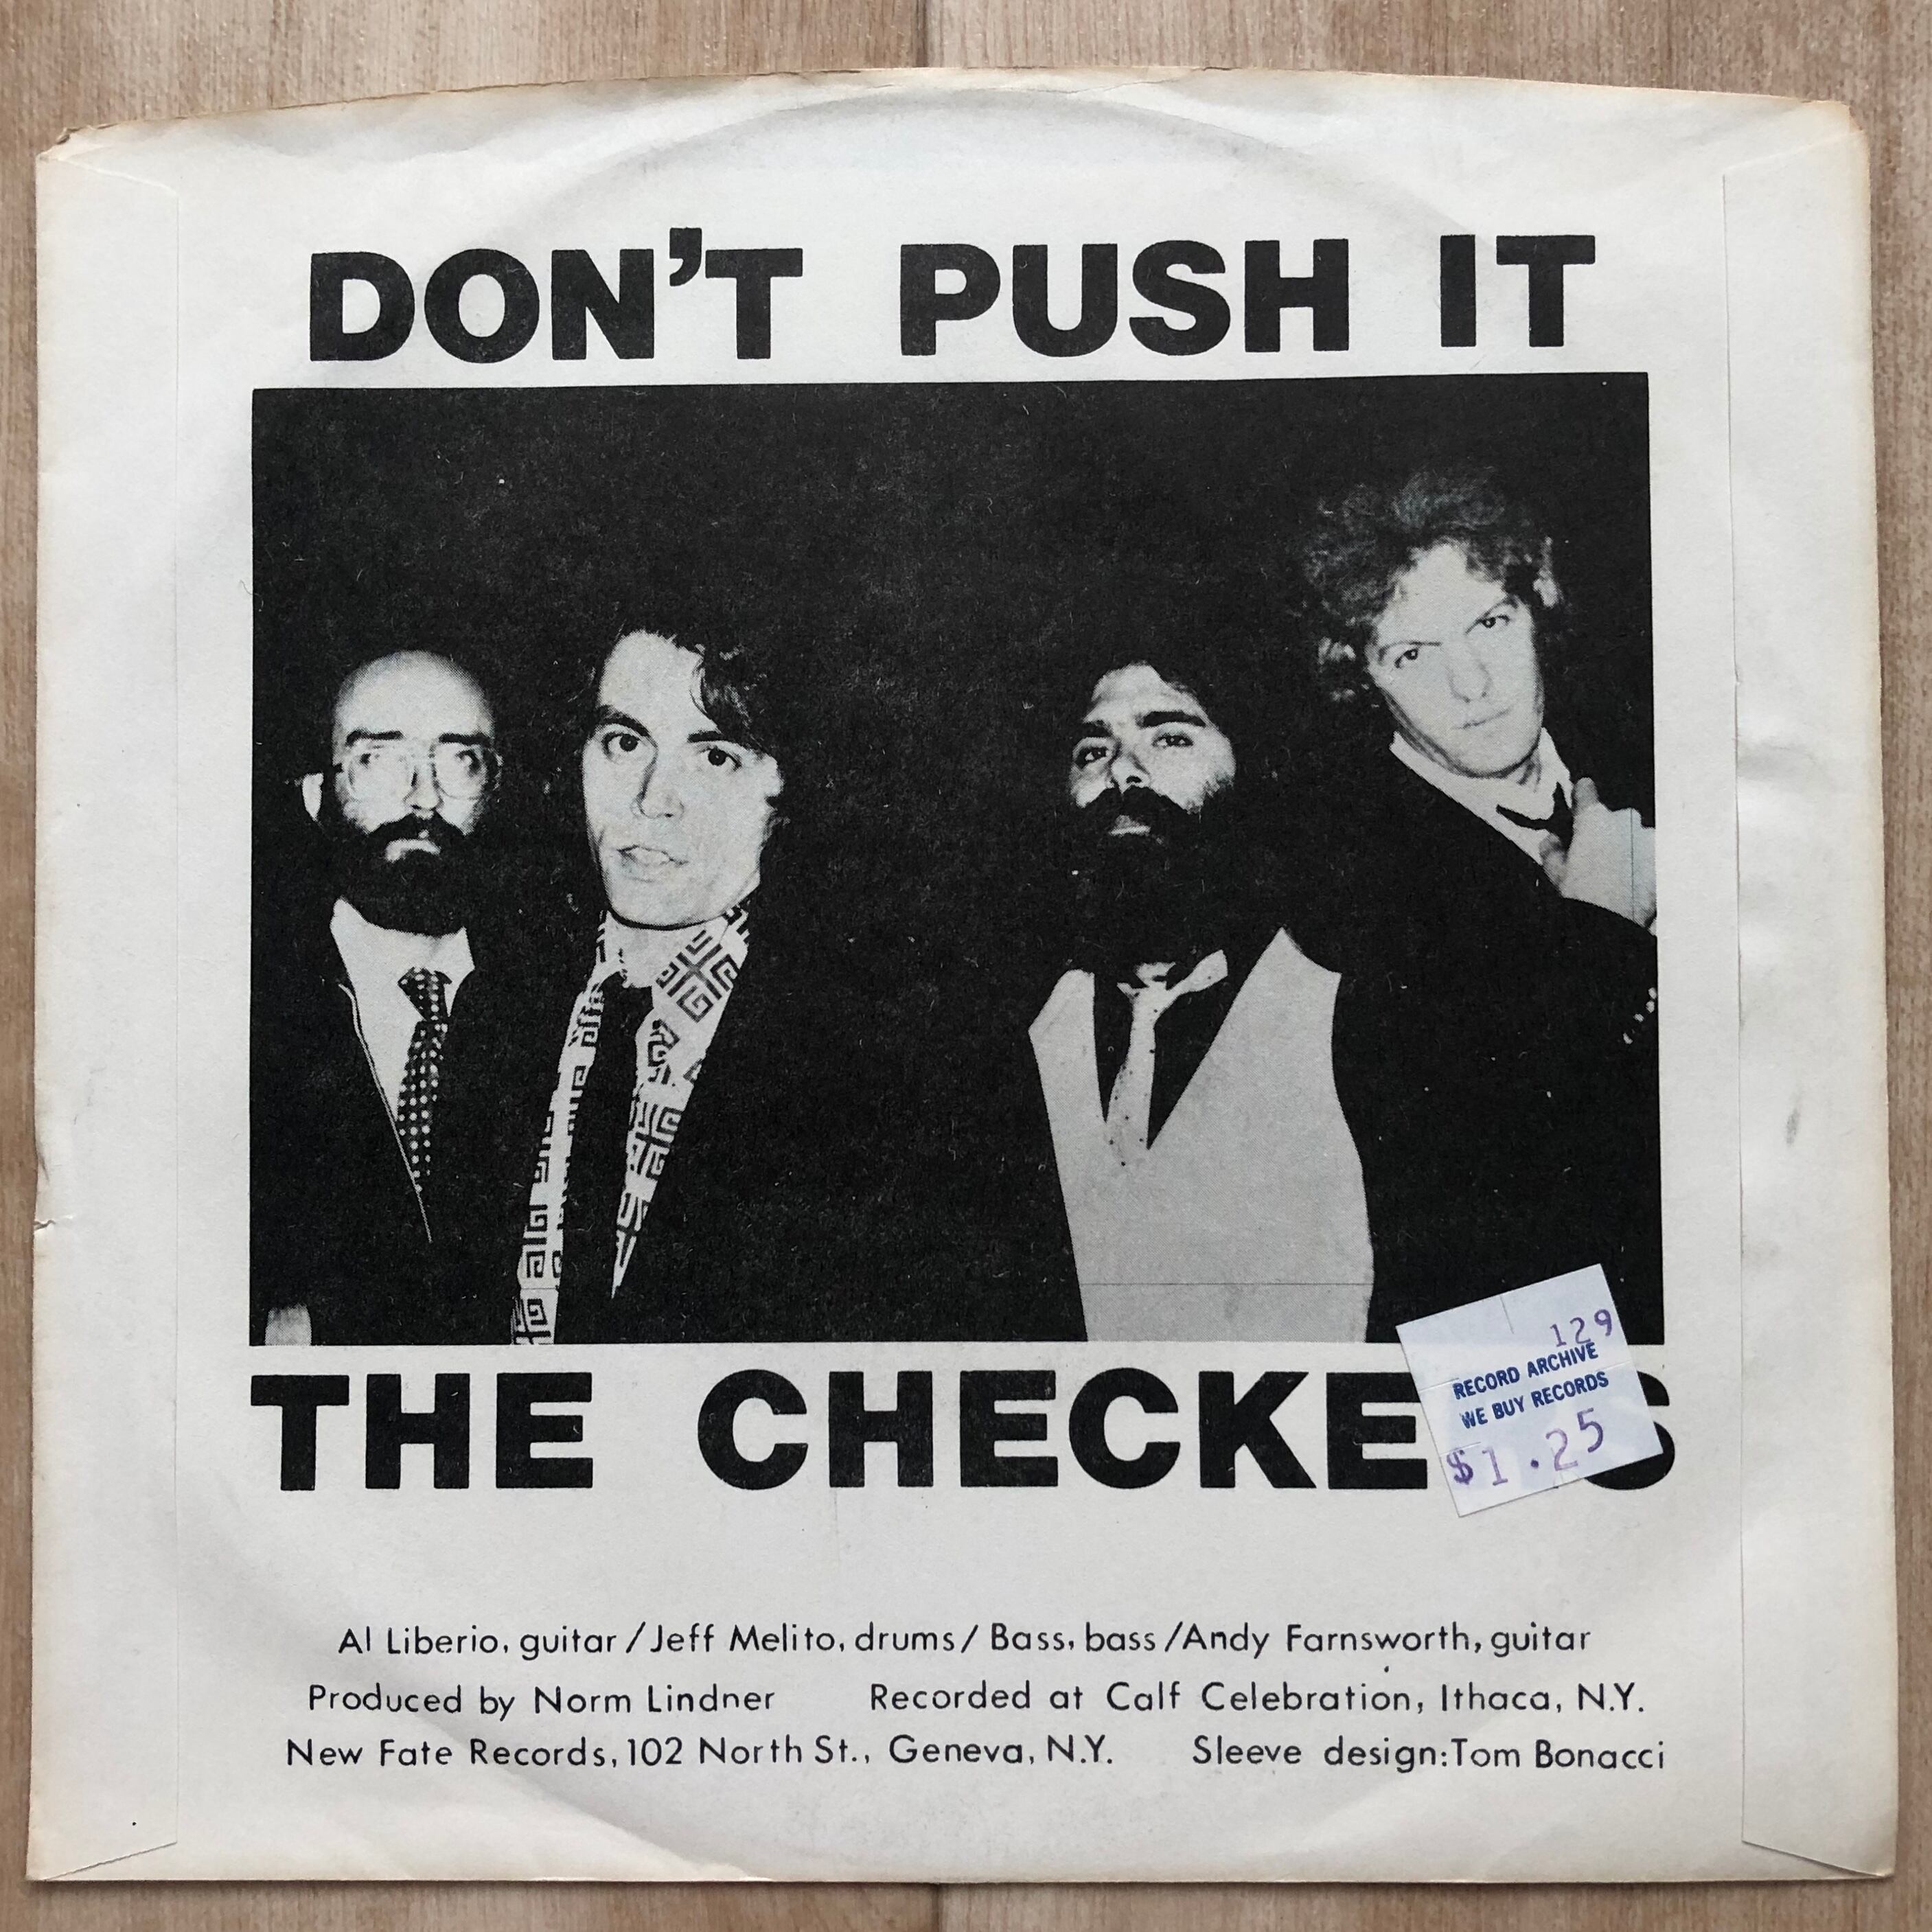 DON'T PUSH IT
THE CHECKE S
129
RECORD ARCHIVE
WE BUY RECORDS
$1.25
Al Liberio, guitar / Jeff Melito, drums / Bass, bass / Andy Farnsworth, guitar
Produced by Norm Lindner Recorded at Calf Celebration, Ithaca, N.Y.
New Fate Records, 102 North St., Geneva, N.Y. Sleeve design: Tom Bonacci